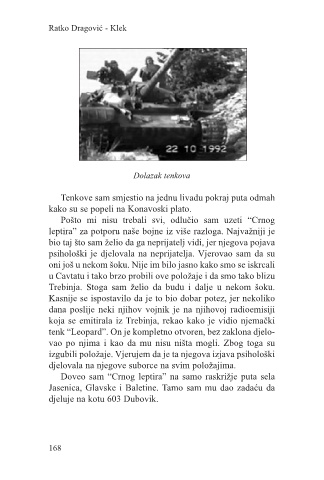 Ratko Dragović - Klek
22 10 1992
Dolazak tenkova
Tenkove sam smjestio na jednu livadu pokraj puta odmah
kako su se popeli na Konavoski plato.
Pošto mi nisu trebali svi, odlučio sam uzeti “Crnog
leptira” za potporu naše bojne iz više razloga. Najvažniji je
bio taj što sam želio da ga neprijatelj vidi, jer njegova pojava
psihološki je djelovala na neprijatelja. Vjerovao sam da su
oni još u nekom šoku. Nije im bilo jasno kako smo se iskrcali
u Cavtatu i tako brzo probili ove položaje i da smo tako blizu
Trebinja. Stoga sam želio da budu i dalje u nekom šoku.
Kasnije se ispostavilo da je to bio dobar potez, jer nekoliko
dana poslije neki njihov vojnik je na njihovoj radioemisiji
koja se emitirala iz Trebinja, rekao kako je vidio njemački
tenk “Leopard”. On je kompletno otvoren, bez zaklona djelo-
vao po njima i kao da mu nisu ništa mogli. Zbog toga su
izgubili položaje. Vjerujem da je ta njegova izjava psihološki
djelovala na njegove suborce na svim položajima.
Doveo sam “Crnog leptira” na samo raskrižje puta sela
Jasenica, Glavske i Baletine. Tamo sam mu dao zadaću da
djeluje na kotu 603 Dubovik.
168